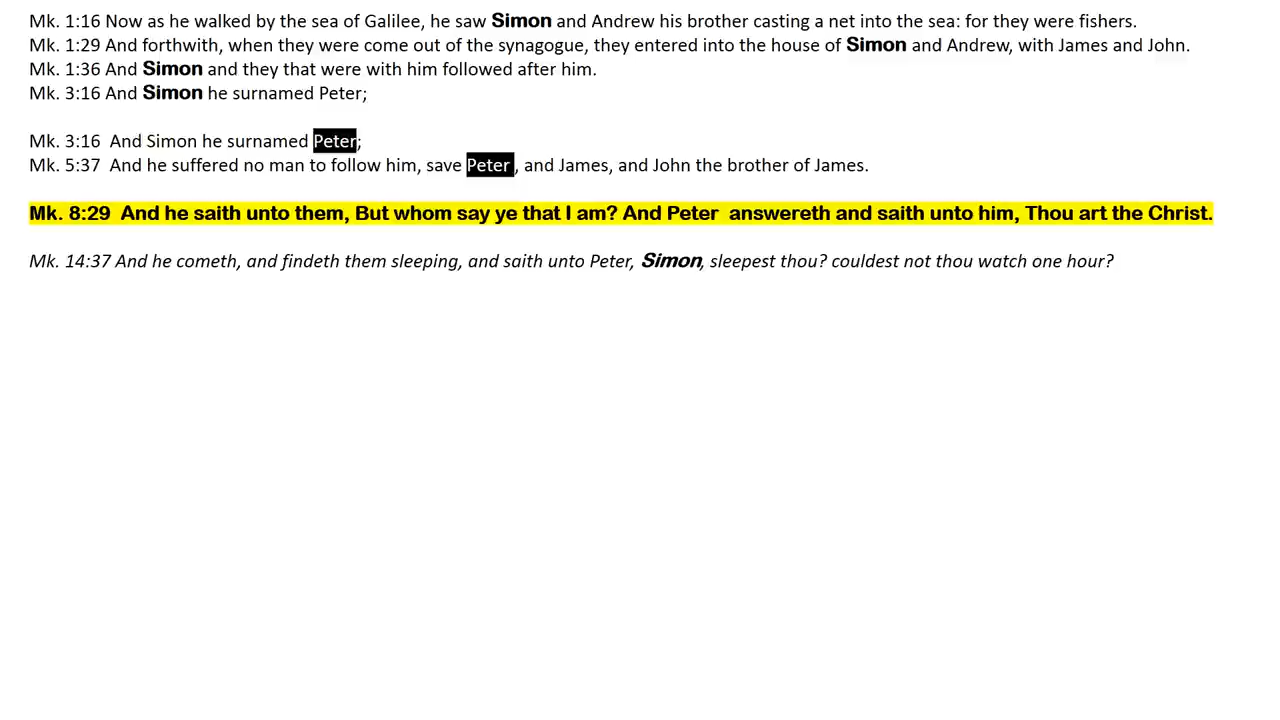 Mk. 1:16 Now as he walked by the sea of Galilee, he saw Simon and Andrew his brother casting a net into the sea: for they were fishers.
Mk. 1:29 And forthwith, when they were come out of the synagogue, they entered into the house of Simon and Andrew, with James and John.
Mk. 1:36 And Simon and they that were with him followed after him.
Mk. 3:16 And Simon he surnamed Peter;
Mk. 3:16  And Simon he surnamed Peter;
Mk. 5:37  And he suffered no man to follow him, save Peter , and James, and John the brother of James.
Mk. 8:29  And he saith unto them, But whom say ye that I am? And Peter  answereth and saith unto him, Thou art the Christ.
Mk. 14:37 And he cometh, and findeth them sleeping, and saith unto Peter,  Simon, sleepest thou? couldest not thou watch one hour?